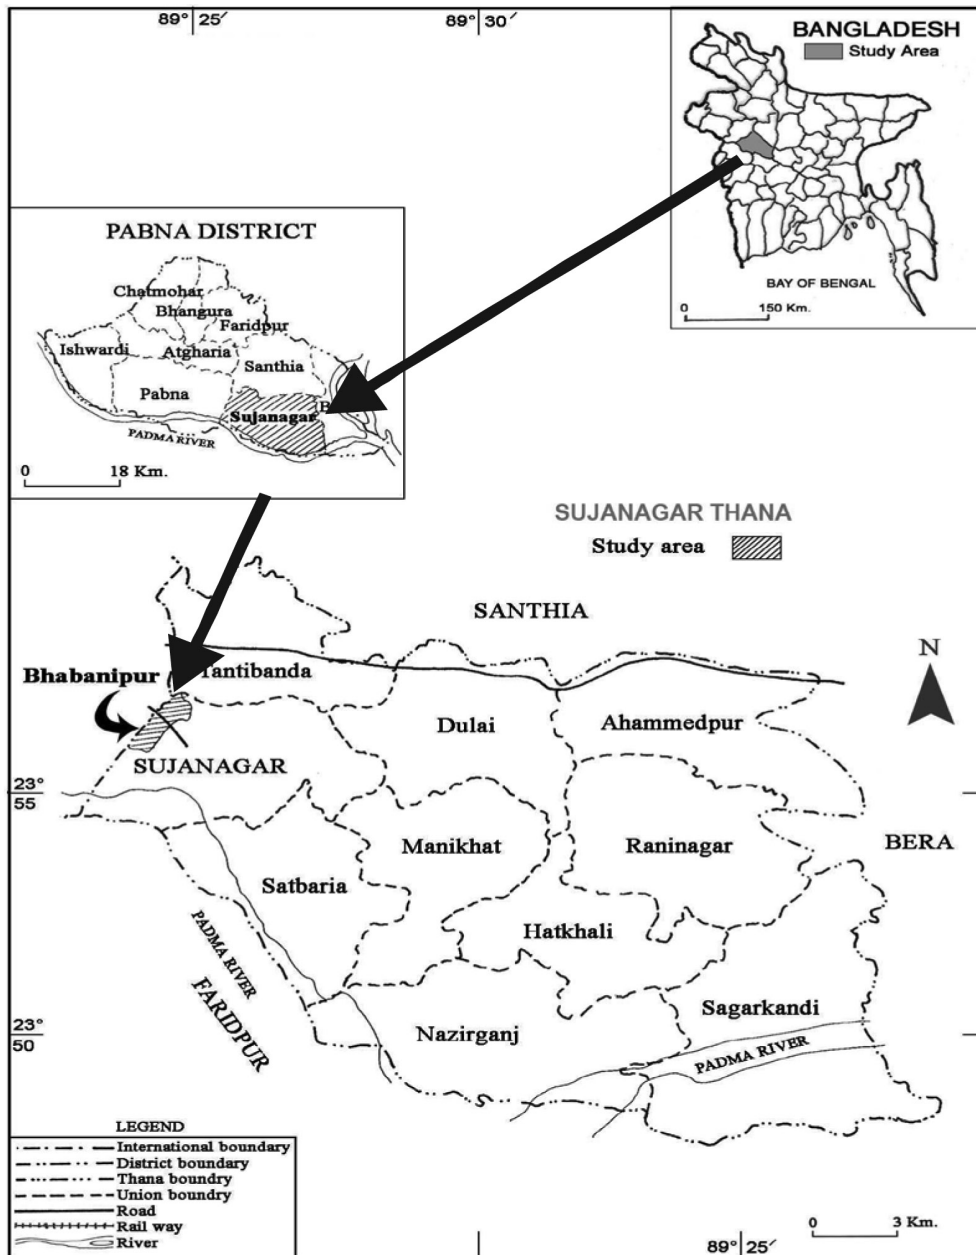 89° 25′
89° 30′
BANGLADESH
Study Area
BAY OF BENGAL
0
150 Km.
PABNA DISTRICT
Chatmohar
Bhangura
Faridpur
Ishwardi
Atgharia
Santhia
Pabna
Sujanagar
B
PADMA RIVER
0
18 Km.
SUJANAGAR THANA
Study area
SANTHIA
N
Bhabanipur
Tantibanda
Dulai
Ahammedpur
SUJANAGAR
23°
55
Manikhat
Raninagar
BERA
Satbaria
Hatkhali
PADMA RIVER
FARIDPUR
Sagarkandi
23°
50
Nazirganj
PADMA RIVER
LEGEND
International boundary
District boundary
Thana boundry
Union boundry
Road
Rail way
River
0
3 Km.
89° 25′